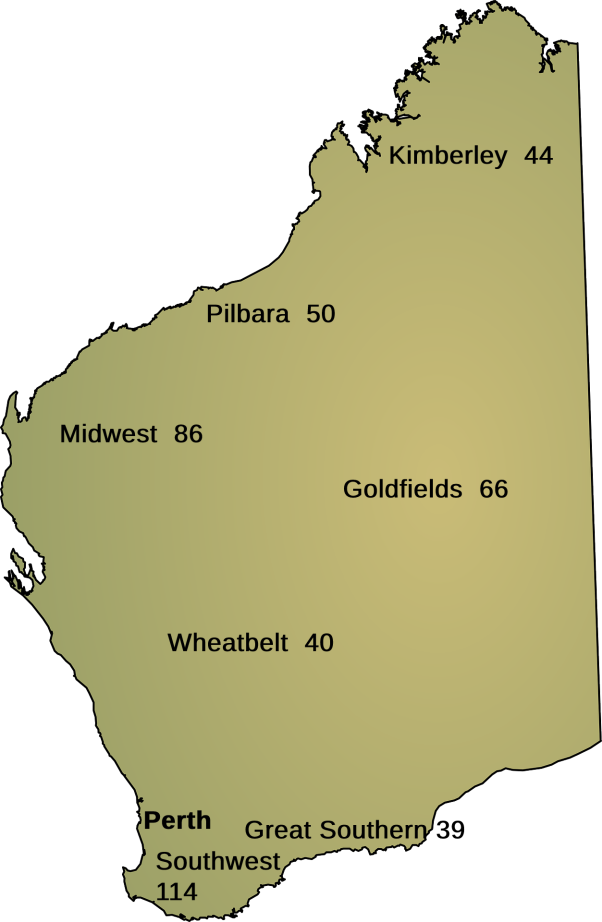 Kimberley 44
Pilbara 50
Midwest 86
Goldfields 66
Wheatbelt 40
Perth
Great Southern 39
Southwest
114